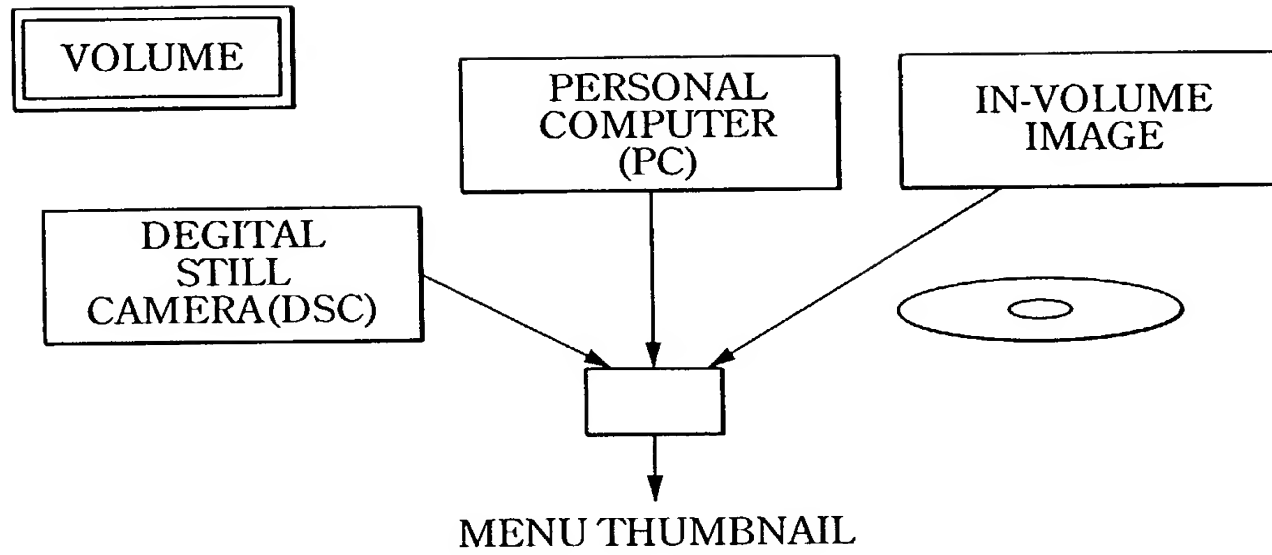 VOLUME
PERSONAL
COMPUTER
(PC)
IN-VOLUME
IMAGE
DEGITAL
STILL
CAMERA(DSC)
MENU THUMBNAIL